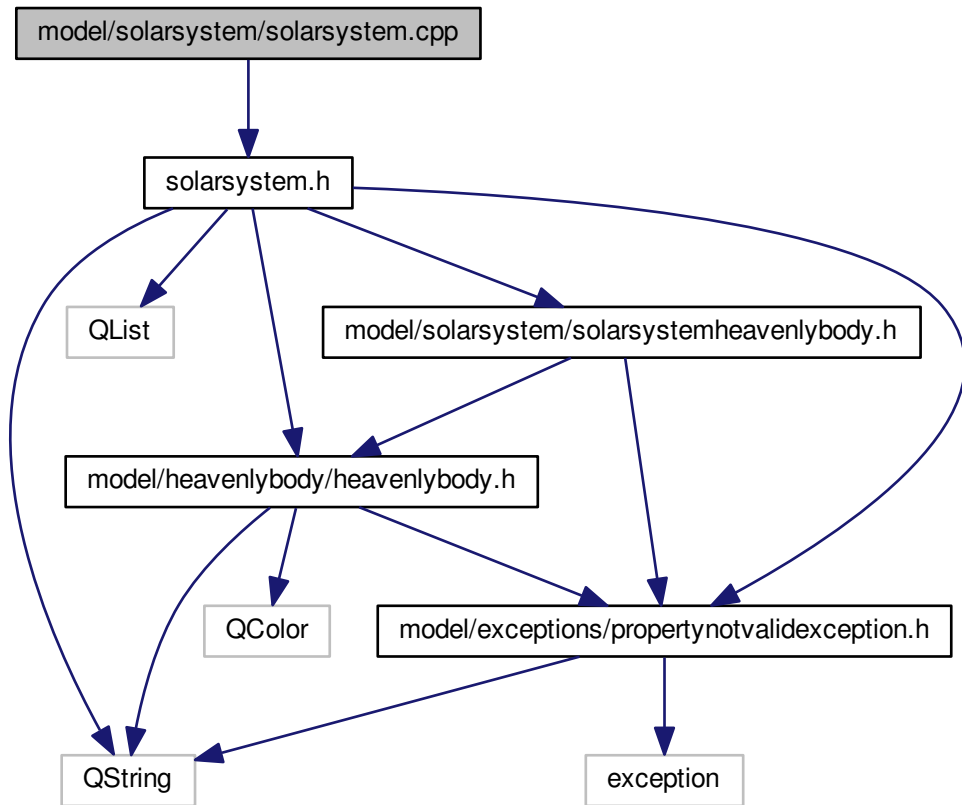 model/solarsystem/solarsystem.cpp
solarsystem.h
QList
model/solarsystem/solarsystemheavenlybody.h
model/heavenlybody/heavenlybody.h
QColor
model/exceptions/propertynotvalidexception.h
QString
exception